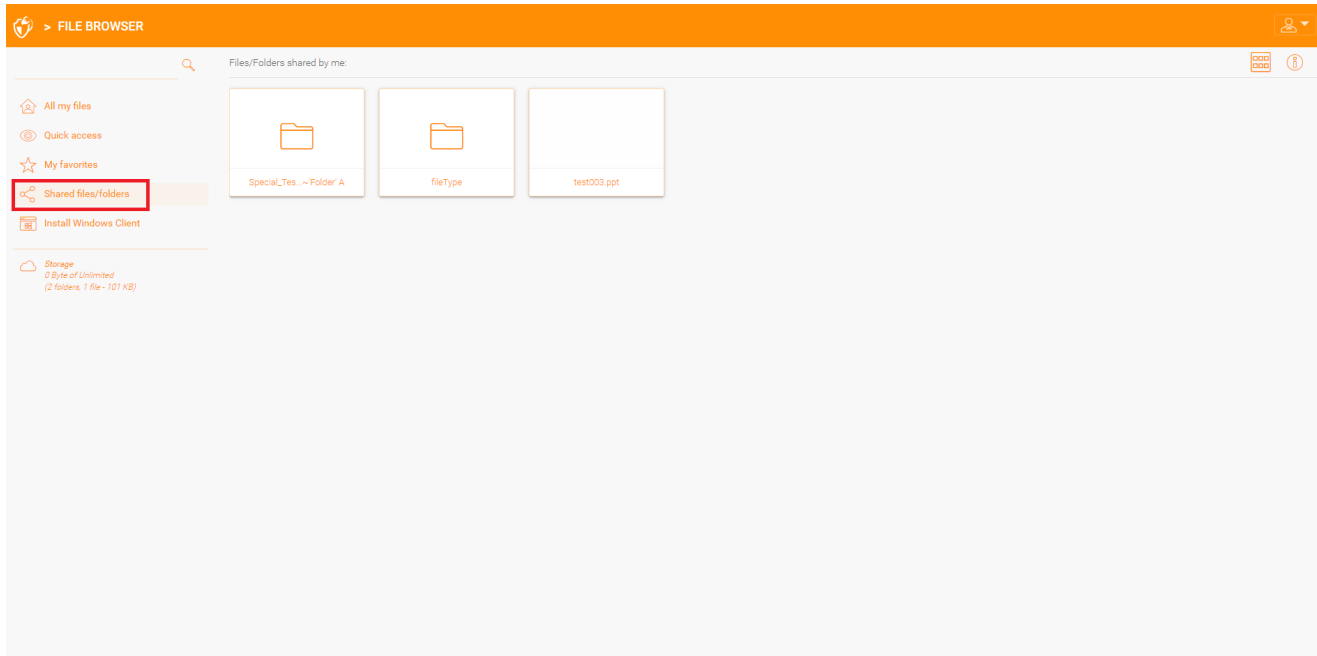 > FILE BROWSER
Files/Folders shared by me:
All my files
Quick access
My favorites
Shared files/folders
Install Windows Client
Storage
0 Byte of Unlimited
(2 folders, 1 file - 101 KB)
Special_Tes...~'Folder' A
fileType
test003.ppt